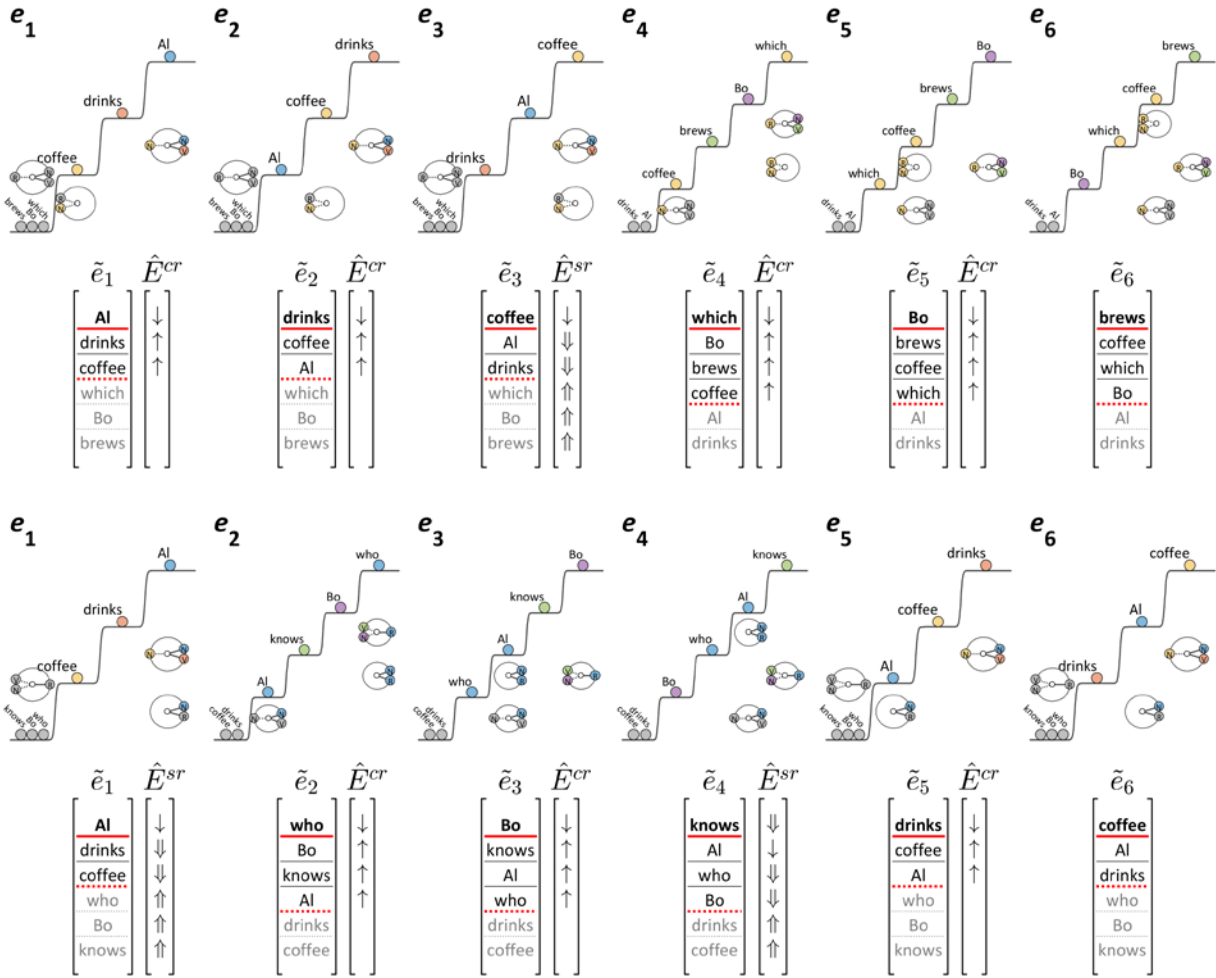 e1 e2 e3 e4 e5 e6
Al
drinks
coffee
N N V
R N V
R N
brews Bo which
drinks
coffee
Al
N N V
R N V
R N
brews Bo which
coffee
Al
drinks
N N V
R N V
R N
brews Bo which
which
Bo
brews
coffee
R N V
R N
N N V
drinks Al
Bo
brews
coffee
which
R N
R N V
N N V
drinks Al
brews
coffee
which
Bo
R N
R N V
N N V
drinks Al
ẽ1 Ê^cr ẽ2 Ê^cr ẽ3 Ê^sr ẽ4 Ê^cr ẽ5 Ê^cr ẽ6
Al ↓ drinks ↓ coffee ↓ which ↓ Bo ↓ brews
drinks ↑ coffee ↑ Al ⇓ Bo ↑ brews ↑ coffee
coffee ↑ Al ↑ drinks ⇓ brews ↑ coffee ↑ which
which which which ⇑ coffee ↑ which ↑ Bo
Bo Bo Bo ⇑ Al Al Al
brews brews brews ⇑ drinks drinks drinks
e1 e2 e3 e4 e5 e6
Al
drinks
coffee
N N V
V N R
N R
knows Bo who
who
Bo
knows
Al
V N R
N R
N N V
coffee drinks
Bo
knows
Al
who
N R
V N R
N N V
coffee drinks
knows
Al
who
Bo
N R
V N R
N N V
coffee drinks
drinks
coffee
Al
N N V
V N R
N R
knows Bo who
coffee
Al
drinks
N N V
V N R
N R
knows Bo who
ẽ1 Ê^sr ẽ2 Ê^cr ẽ3 Ê^cr ẽ4 Ê^sr ẽ5 Ê^cr ẽ6
Al ↓ who ↓ Bo ↓ knows ⇓ drinks ↓ coffee
drinks ⇓ Bo ↑ knows ↑ Al ↓ coffee ↑ Al
coffee ⇓ knows ↑ Al ↑ who ⇓ Al ↑ drinks
who ⇑ Al ↑ who ↑ Bo ⇓ who who
Bo ⇑ drinks drinks drinks ⇑ Bo Bo
knows ⇑ coffee coffee coffee ⇑ knows knows